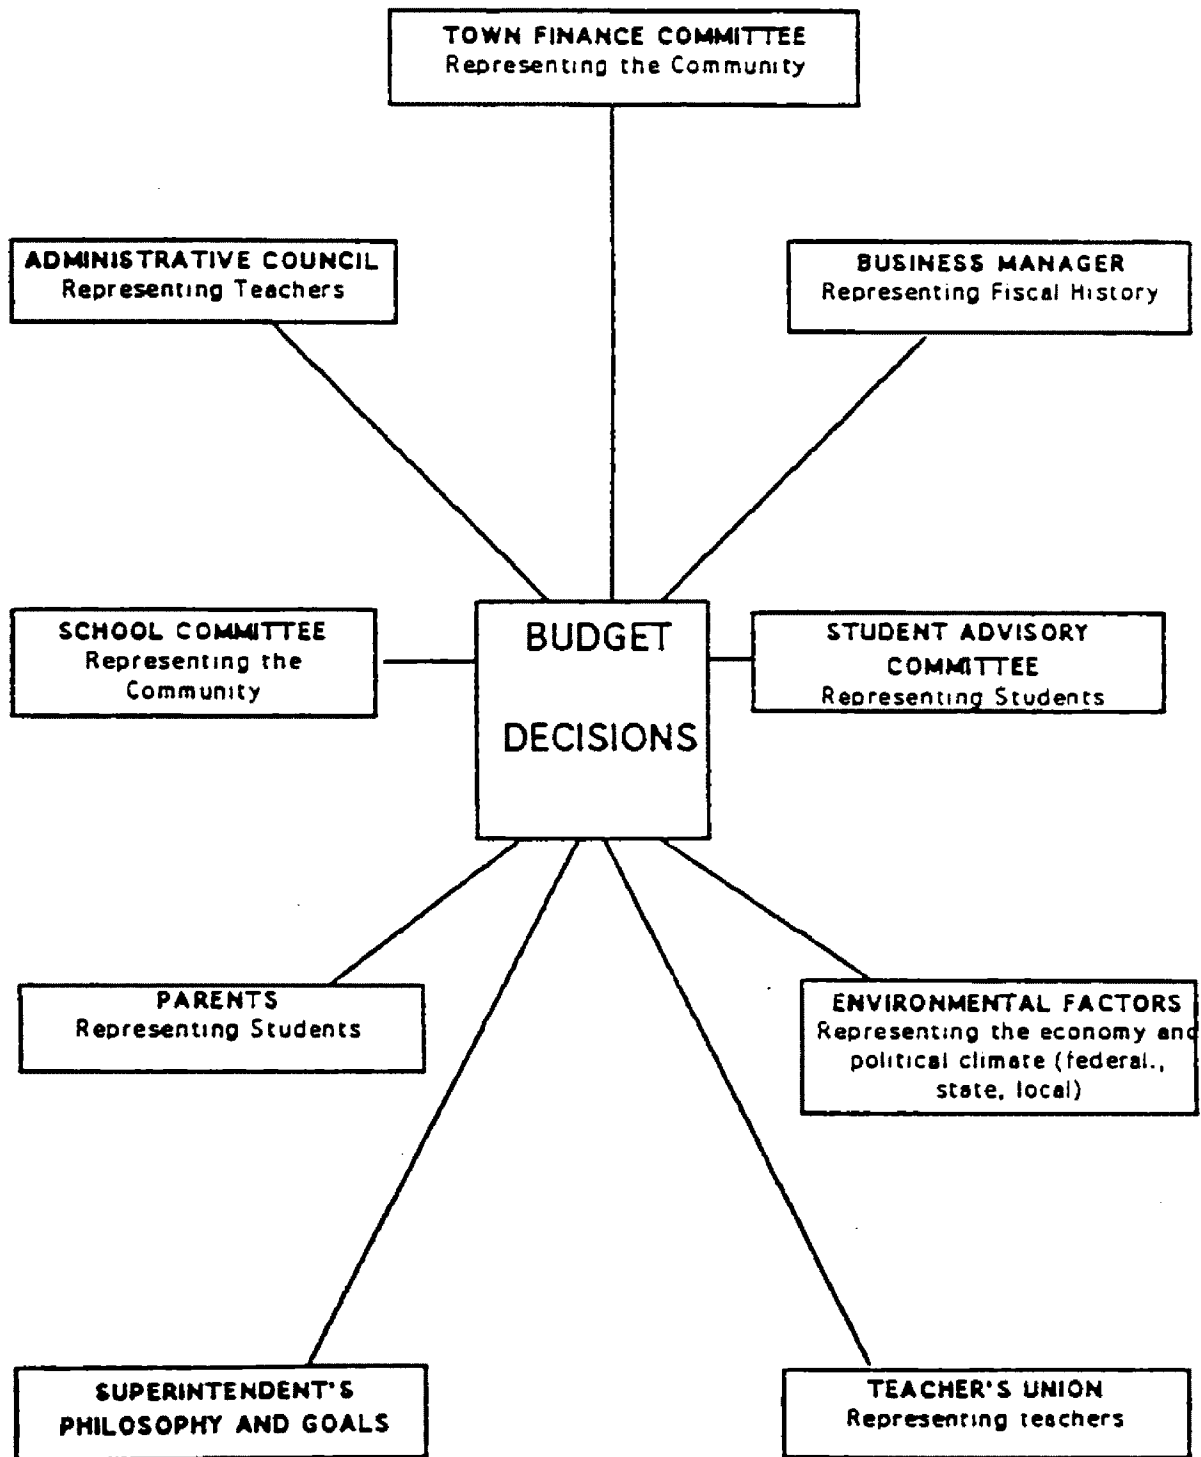 TOWN FINANCE COMMITTEE
Representing the Community
ADMINISTRATIVE COUNCIL
Representing Teachers
BUSINESS MANAGER
Representing Fiscal History
SCHOOL COMMITTEE
Representing the
Community
BUDGET
DECISIONS
STUDENT ADVISORY
COMMITTEE
Representing Students
PARENTS
Representing Students
ENVIRONMENTAL FACTORS
Representing the economy and
political climate (federal.,
state, local)
SUPERINTENDENT'S
PHILOSOPHY AND GOALS
TEACHER'S UNION
Representing teachers